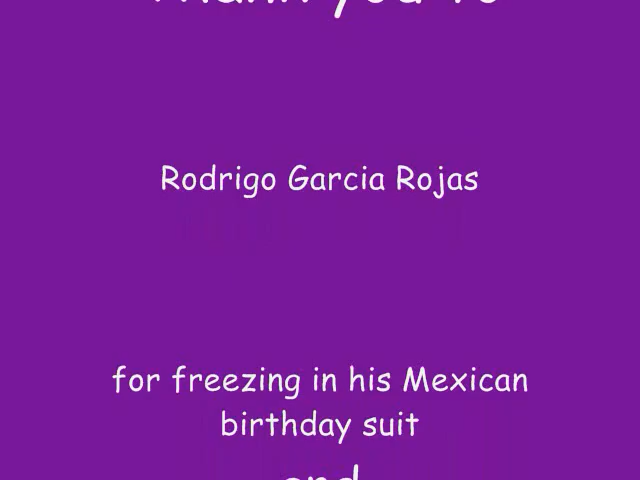 Thank you to
Rodrigo Garcia Rojas
for freezing in his Mexican
birthday suit
and